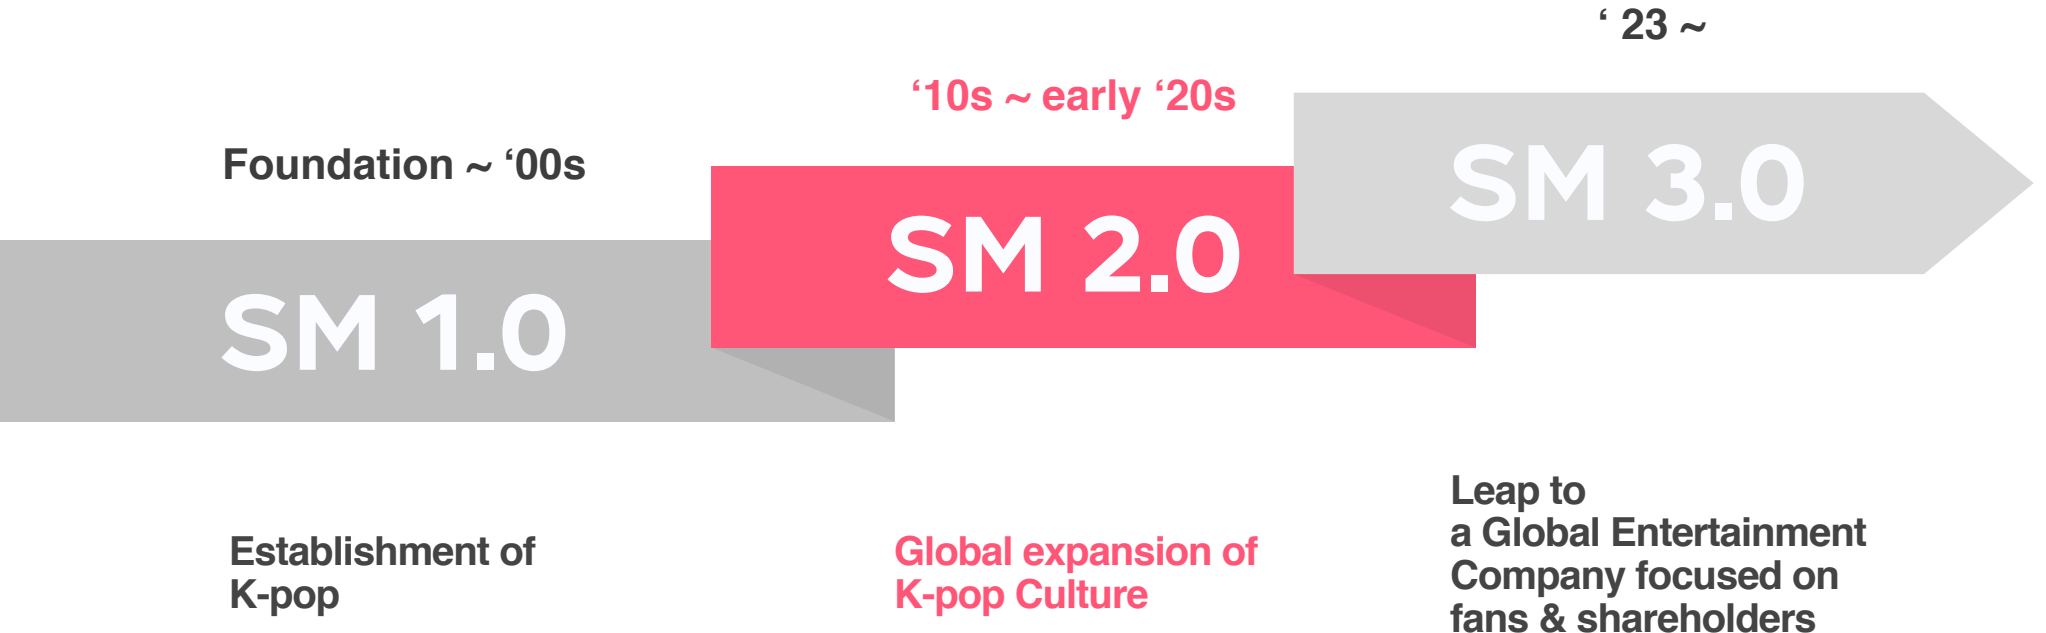 Foundation ~ ‘00s
SM 1.0
Establishment of
K-pop
‘10s ~ early ‘20s
SM 2.0
Global expansion of
K-pop Culture
‘ 23 ~
SM 3.0
Leap to
a Global Entertainment
Company focused on
fans & shareholders